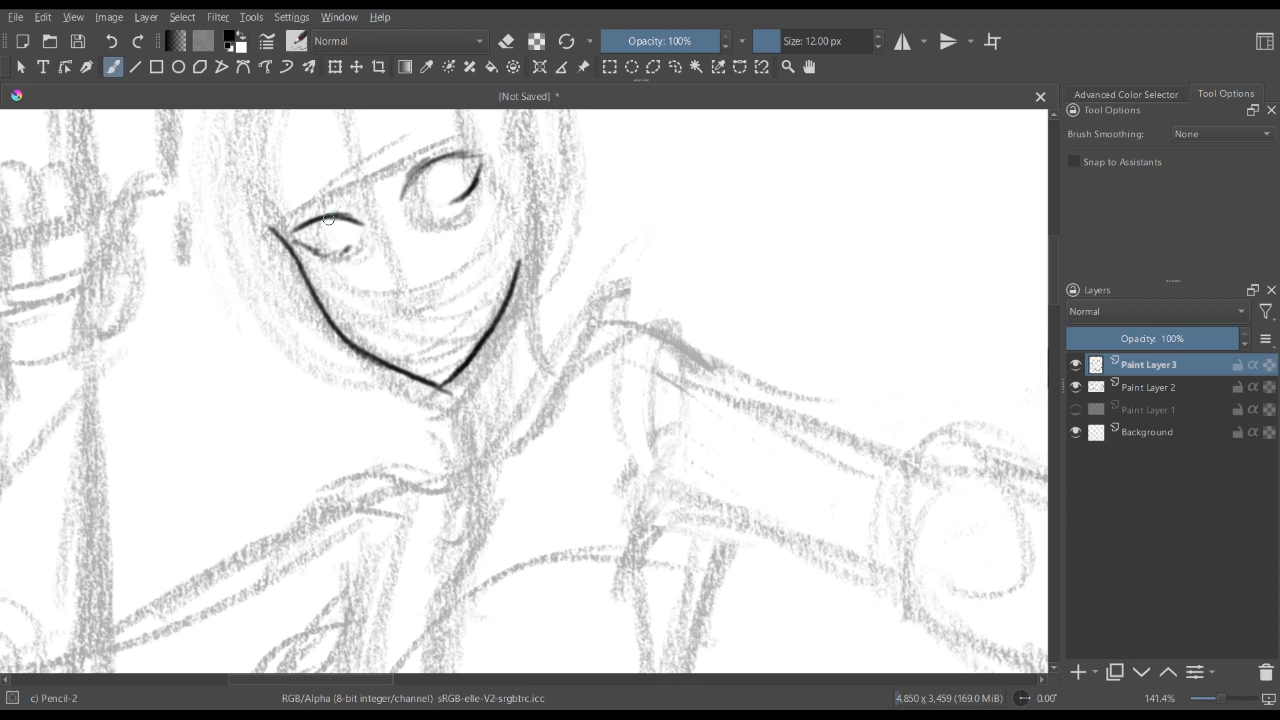 File Edit View Image Layer Select Filter Tools Settings Window Help
Normal Opacity: 100% Size: 12.00 px
[Not Saved] *
Advanced Color Selector Tool Options
Tool Options
Brush Smoothing: None
Snap to Assistants
Layers
Normal
Opacity: 100%
Paint Layer 3
Paint Layer 2
Paint Layer 1
Background
c) Pencil-2 RGB/Alpha (8-bit integer/channel) sRGB-elle-V2-srgbtrc.icc 4,850 x 3,459 (169.0 MiB) 0.00° 141.4%